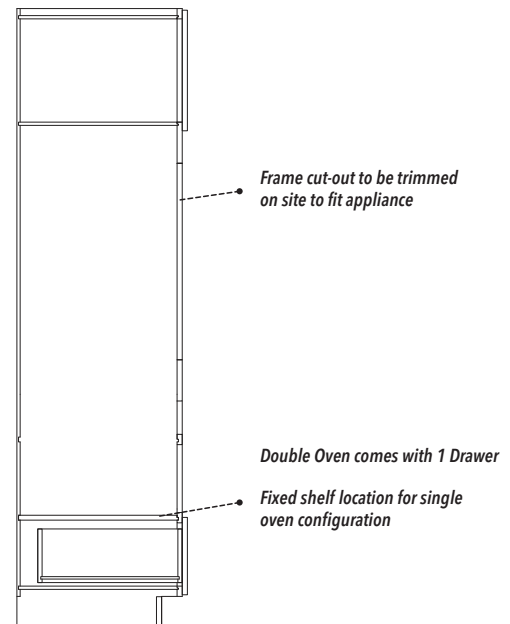 Frame cut-out to be trimmed
on site to fit appliance
Double Oven comes with 1 Drawer
Fixed shelf location for single
oven configuration